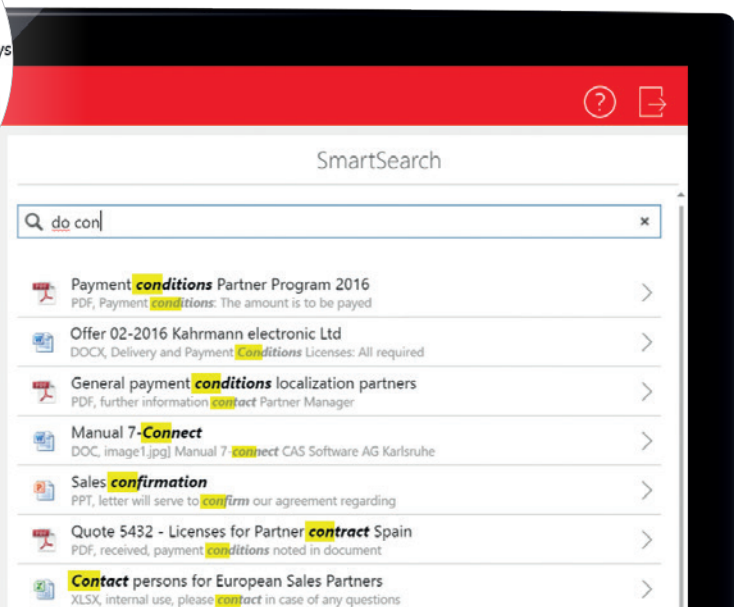 ys
SmartSearch
do con
Payment conditions Partner Program 2016
PDF, Payment conditions: The amount is to be payed
Offer 02-2016 Kahrmann electronic Ltd
DOCX, Delivery and Payment Conditions Licenses: All required
General payment conditions localization partners
PDF, further information contact Partner Manager
Manual 7-Connect
DOC, image1.jpg] Manual 7-connect CAS Software AG Karlsruhe
Sales confirmation
PPT, letter will serve to confirm our agreement regarding
Quote 5432 - Licenses for Partner contract Spain
PDF, received, payment conditions noted in document
Contact persons for European Sales Partners
XLSX, internal use, please contact in case of any questions